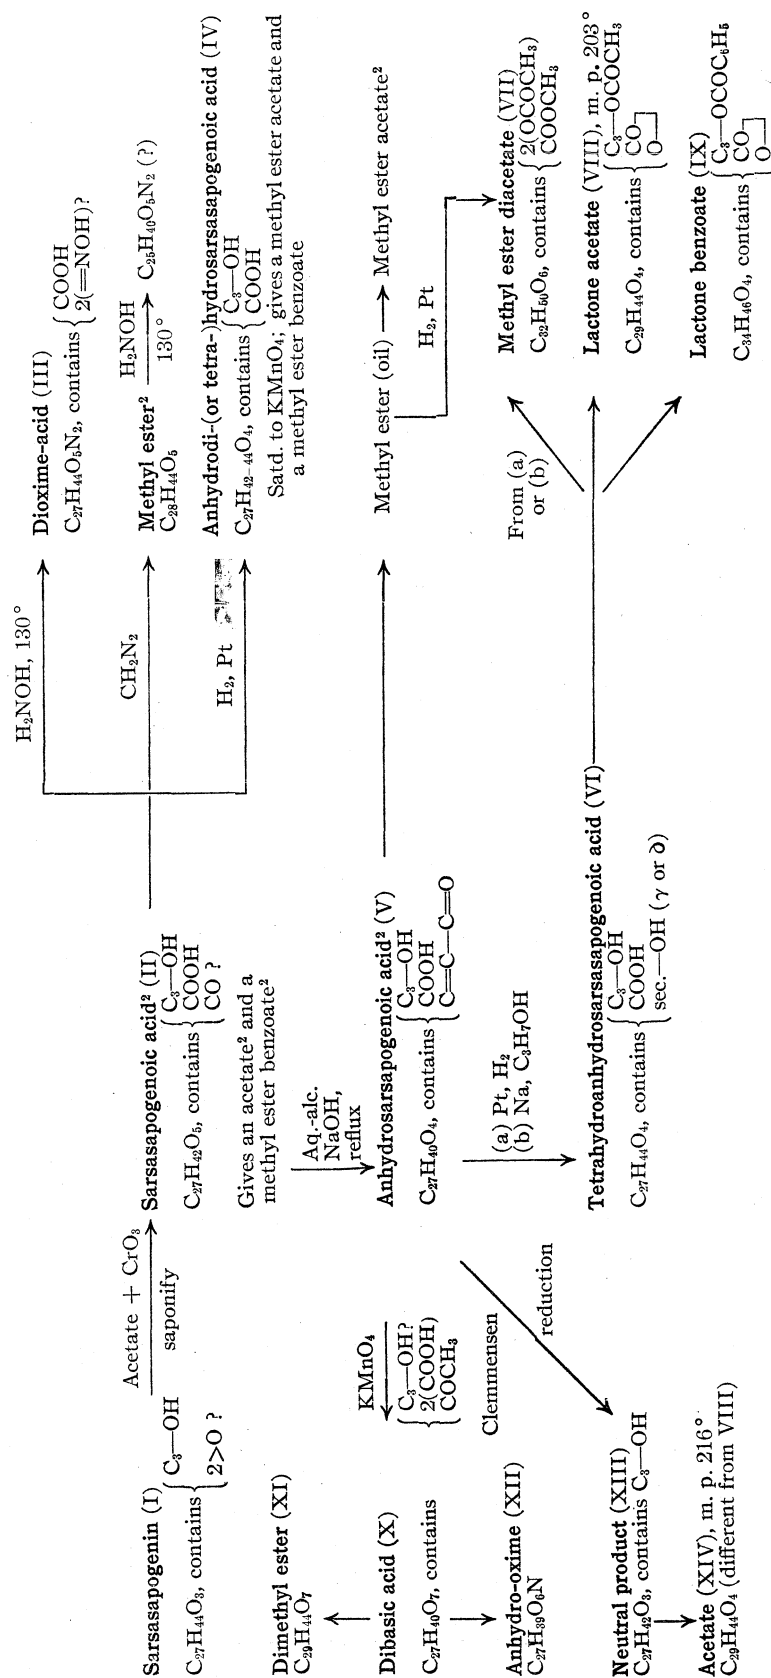 Sarsasapogenin (I)
C₂₇H₄₄O₃, contains { C₃—OH
2>O ?
Acetate + CrO₃
saponify
Sarsasapogenoic acid² (II)
C₂₇H₄₂O₅, contains { C₃—OH
COOH
CO ?
Gives an acetate² and a
methyl ester benzoate²
H₂NOH, 130°
Dioxime-acid (III)
C₂₇H₄₄O₅N₂, contains { COOH
2(=NOH)?
CH₂N₂
Methyl ester²
C₂₈H₄₄O₅
H₂NOH
130°
C₂₅H₄₀O₅N₂ (?)
H₂, Pt
Anhydrodi-(or tetra-)hydrosarsasapogenoic acid (IV)
C₂₇H₄₂₋₄₄O₄, contains { C₃—OH
COOH
Satd. to KMnO₄; gives a methyl ester acetate and
a methyl ester benzoate
Aq.-alc.
NaOH,
reflux
Anhydrosarsapogenoic acid² (V)
C₂₇H₄₀O₄, contains { C₃—OH
COOH
C=C—C=O
Methyl ester (oil)
Methyl ester acetate²
H₂, Pt
(a) Pt, H₂
(b) Na, C₃H₇OH
Tetrahydroanhydrosarsasapogenoic acid (VI)
C₂₇H₄₄O₄, contains { C₃—OH
COOH
sec.—OH (γ or ∂)
From (a)
or (b)
Methyl ester diacetate (VII)
C₃₂H₅₀O₆, contains { 2(OCOCH₃)
COOCH₃
Lactone acetate (VIII), m. p. 203°
C₂₉H₄₄O₄, contains { C₃—OCOCH₃
CO
O
Lactone benzoate (IX)
C₃₄H₄₆O₄, contains { C₃—OCOC₆H₅
CO
O
KMnO₄
{ C₃—OH?
2(COOH)
COCH₃
Dimethyl ester (XI)
C₂₉H₄₄O₇
Dibasic acid (X)
C₂₇H₄₀O₇, contains
Anhydro-oxime (XII)
C₂₇H₃₉O₆N
Clemmensen
reduction
Neutral product (XIII)
C₂₇H₄₂O₃, contains C₃—OH
Acetate (XIV), m. p. 216°
C₂₉H₄₄O₄ (different from VIII)